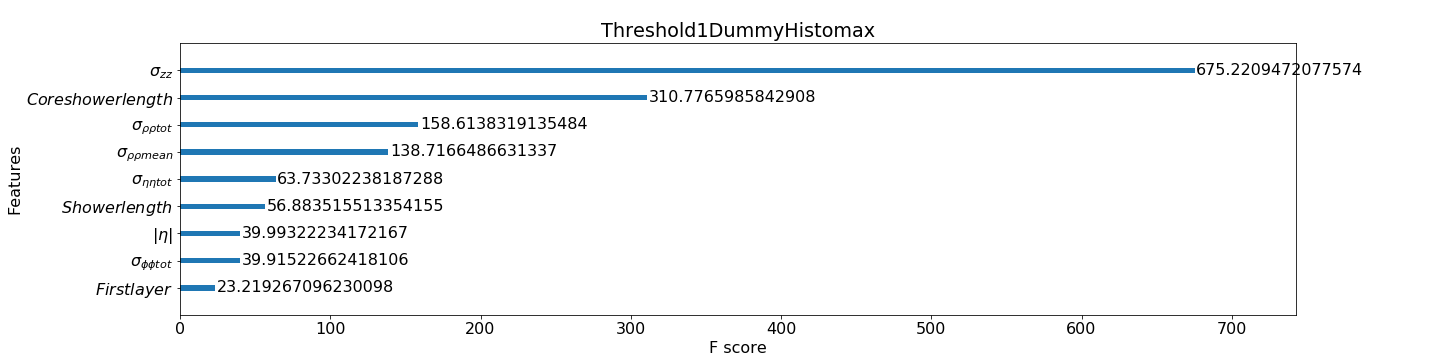 Threshold1DummyHistomax
σzz 675.2209472077574
Coreshowerlength 310.7765985842908
σρρtot 158.6138319135484
σρρmean 138.7166486631337
σηηtot 63.73302238187288
Showerlength 56.883515513354155
|η| 39.99322234172167
σϕϕtot 39.91522662418106
Firstlayer 23.219267096230098
0 100 200 300 400 500 600 700
F score
Features